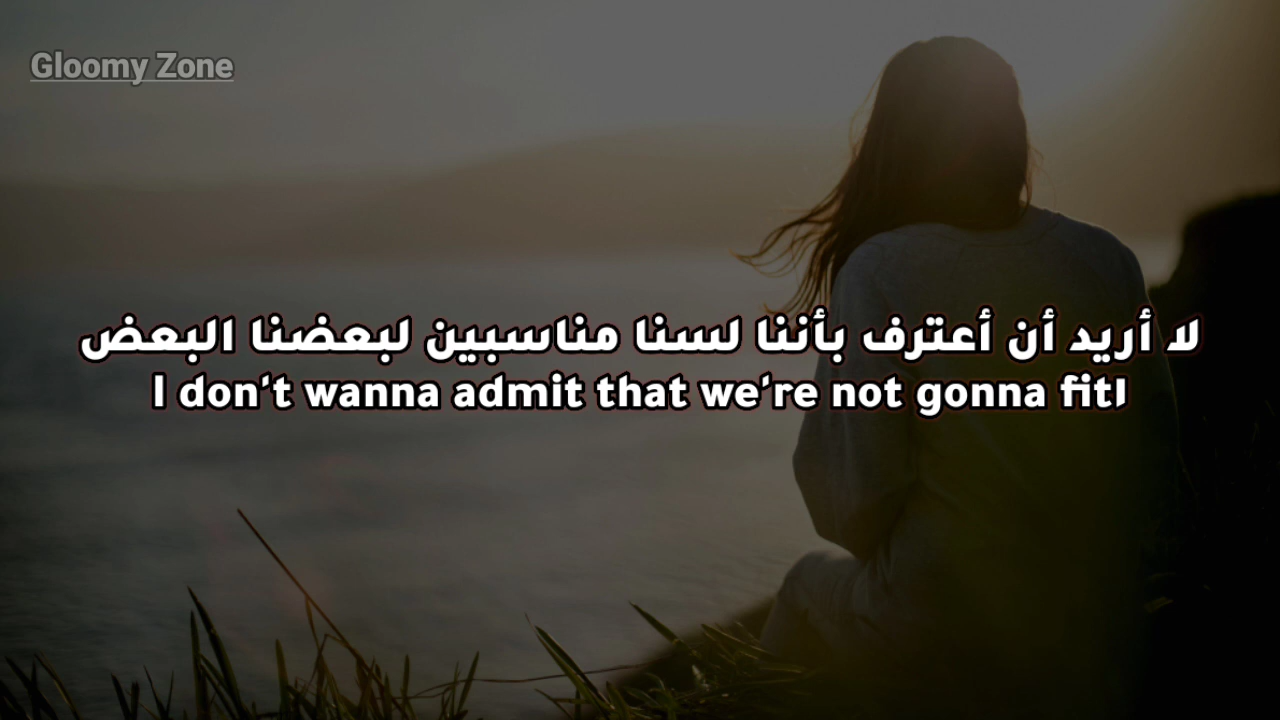 Gloomy Zone
لا أريد أن أعترف بأننا لسنا مناسبين لبعضنا البعض
I don't wanna admit that we're not gonna fit١